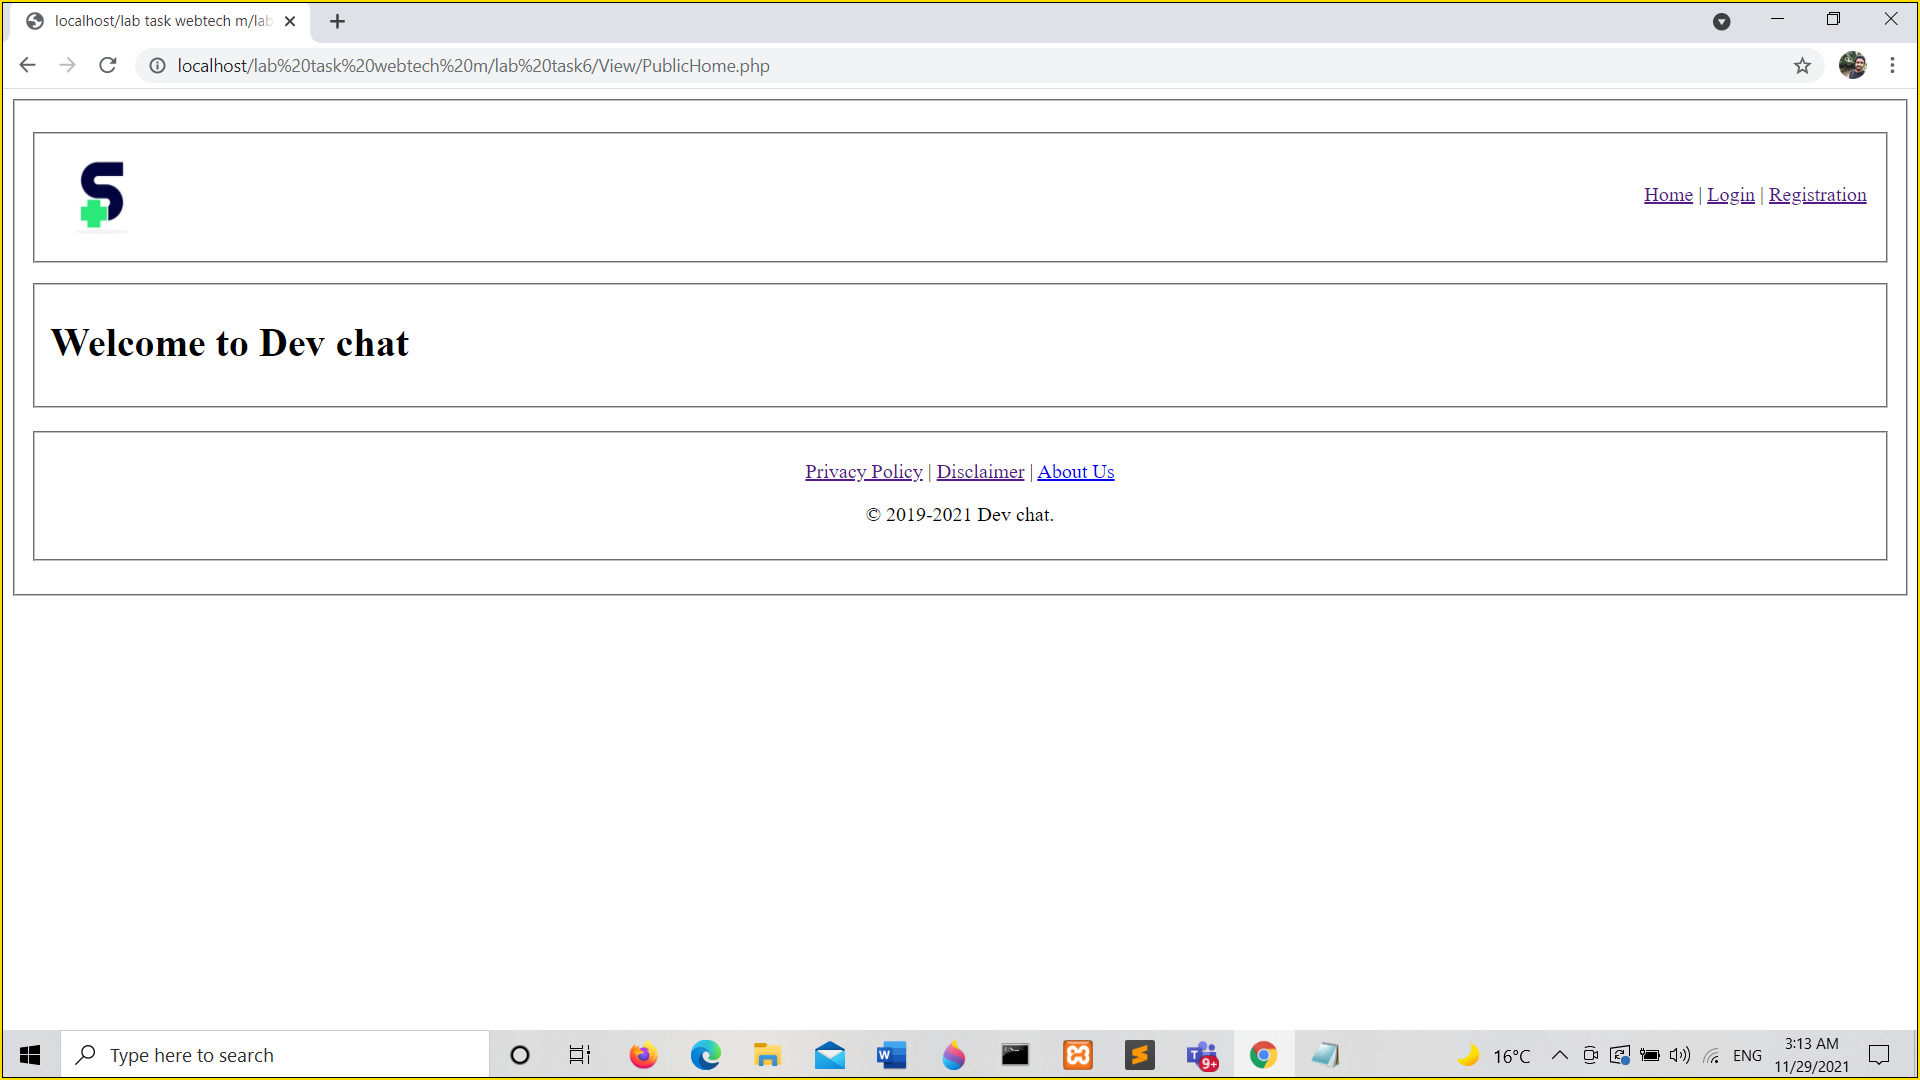 localhost/lab task webtech m/lab
localhost/lab%20task%20webtech%20m/lab%20task6/View/PublicHome.php
S
Home | Login | Registration
Welcome to Dev chat
Privacy Policy | Disclaimer | About Us
© 2019-2021 Dev chat.
Type here to search
W
S
T
9+
16°C
ENG
3:13 AM
11/29/2021